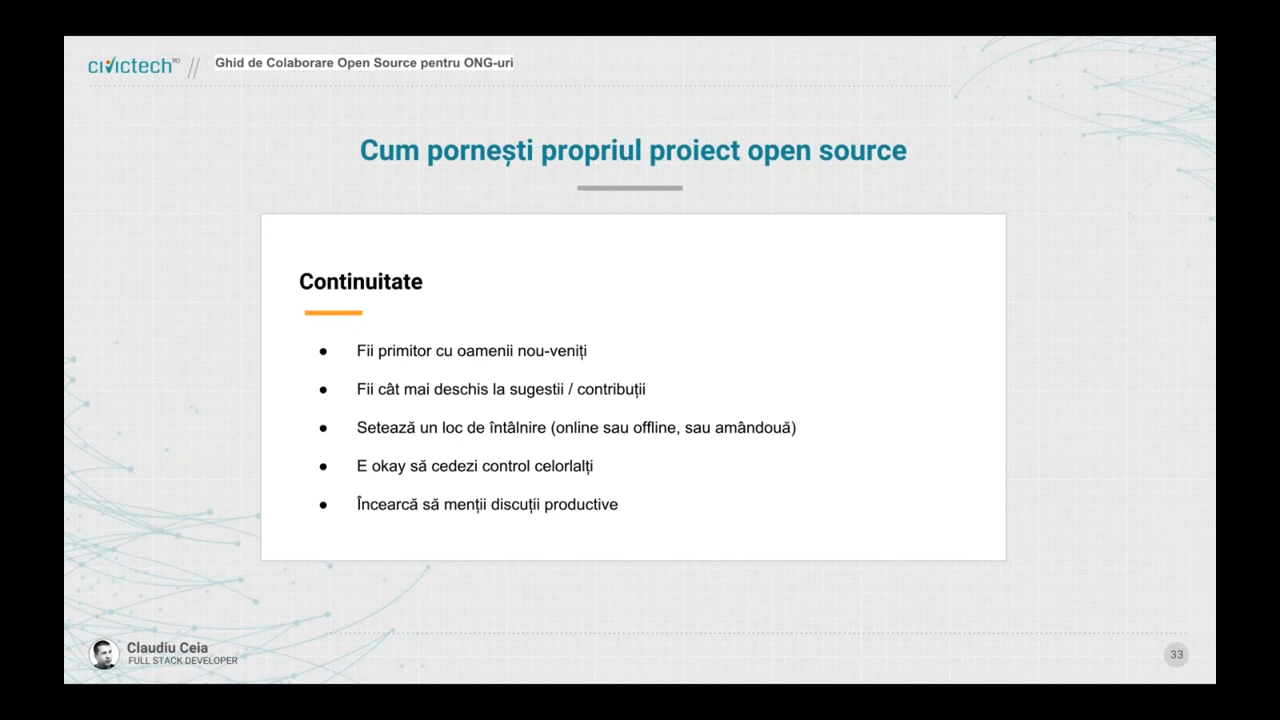 civictech RO // Ghid de Colaborare Open Source pentru ONG-uri
Cum pornești propriul proiect open source
Continuitate
● Fii primitor cu oamenii nou-veniți
● Fii cât mai deschis la sugestii / contribuții
● Setează un loc de întâlnire (online sau offline, sau amândouă)
● E okay să cedezi control celorlalți
● Încearcă să menții discuții productive
Claudiu Ceia
FULL STACK DEVELOPER
33